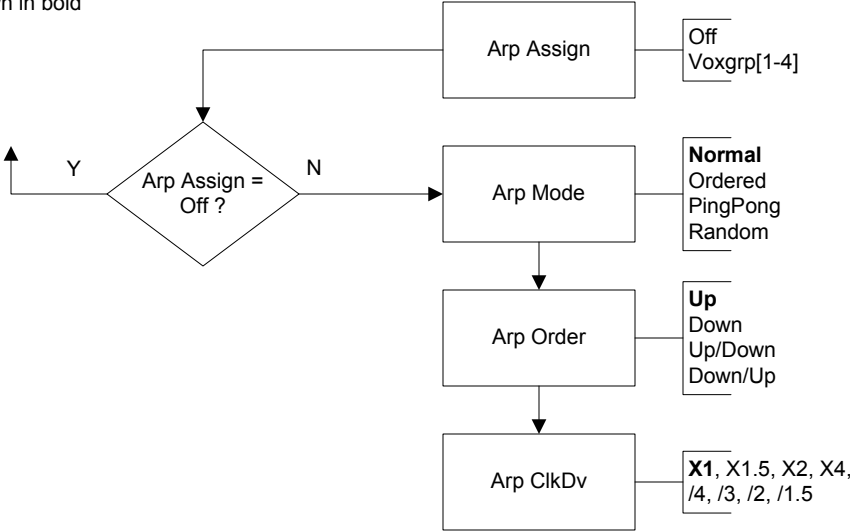 in bold
Arp Assign
Off
Voxgrp[1-4]
Y
Arp Assign =
Off ?
N
Arp Mode
Normal
Ordered
PingPong
Random
Arp Order
Up
Down
Up/Down
Down/Up
Arp ClkDv
X1, X1.5, X2, X4,
/4, /3, /2, /1.5